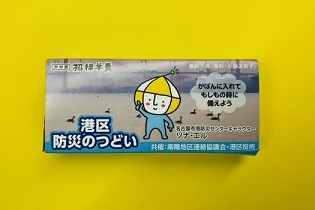 招福羊羹
かばんに入れて
もしもの時に
備えよう
港区
防災のつどい
名古屋市港防災センターキャラクター
ツナ・エル
共催：南陽地区連絡協議会・港区役所